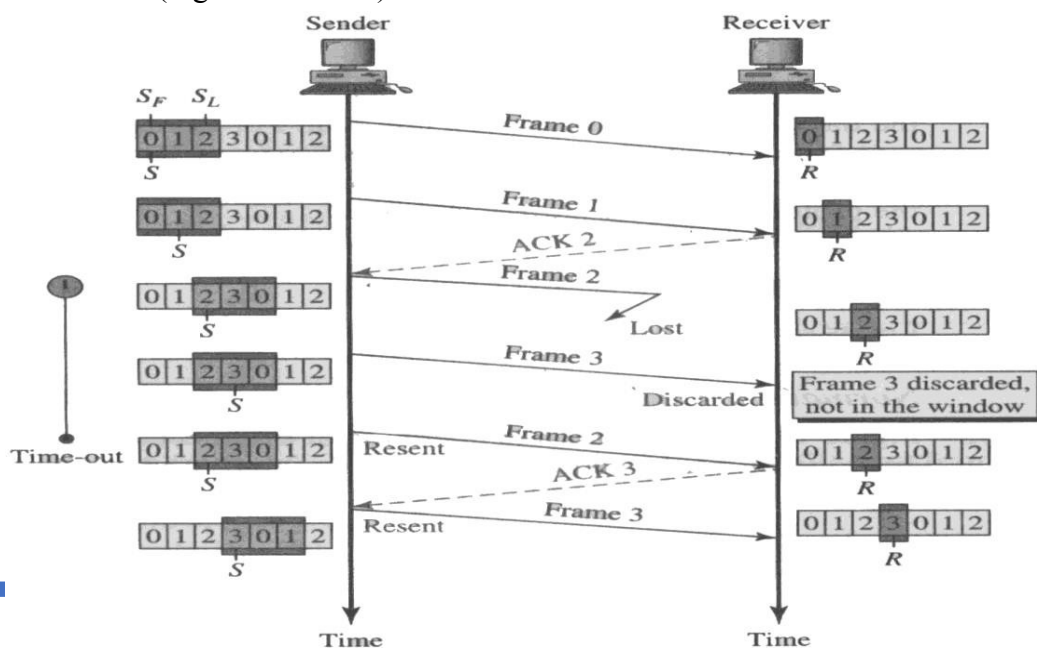 Sender
Receiver
S_F S_L
0 1 2 3 0 1 2
S
Frame 0
0 1 2 3 0 1 2
R
0 1 2 3 0 1 2
S
Frame 1
0 1 2 3 0 1 2
R
ACK 2
1
0 1 2 3 0 1 2
S
Frame 2
Lost
0 1 2 3 0 1 2
R
0 1 2 3 0 1 2
S
Frame 3
Discarded
Frame 3 discarded,
not in the window
Time-out
0 1 2 3 0 1 2
S
Resent
Frame 2
0 1 2 3 0 1 2
R
ACK 3
0 1 2 3 0 1 2
S
Resent
Frame 3
0 1 2 3 0 1 2
R
Time
Time